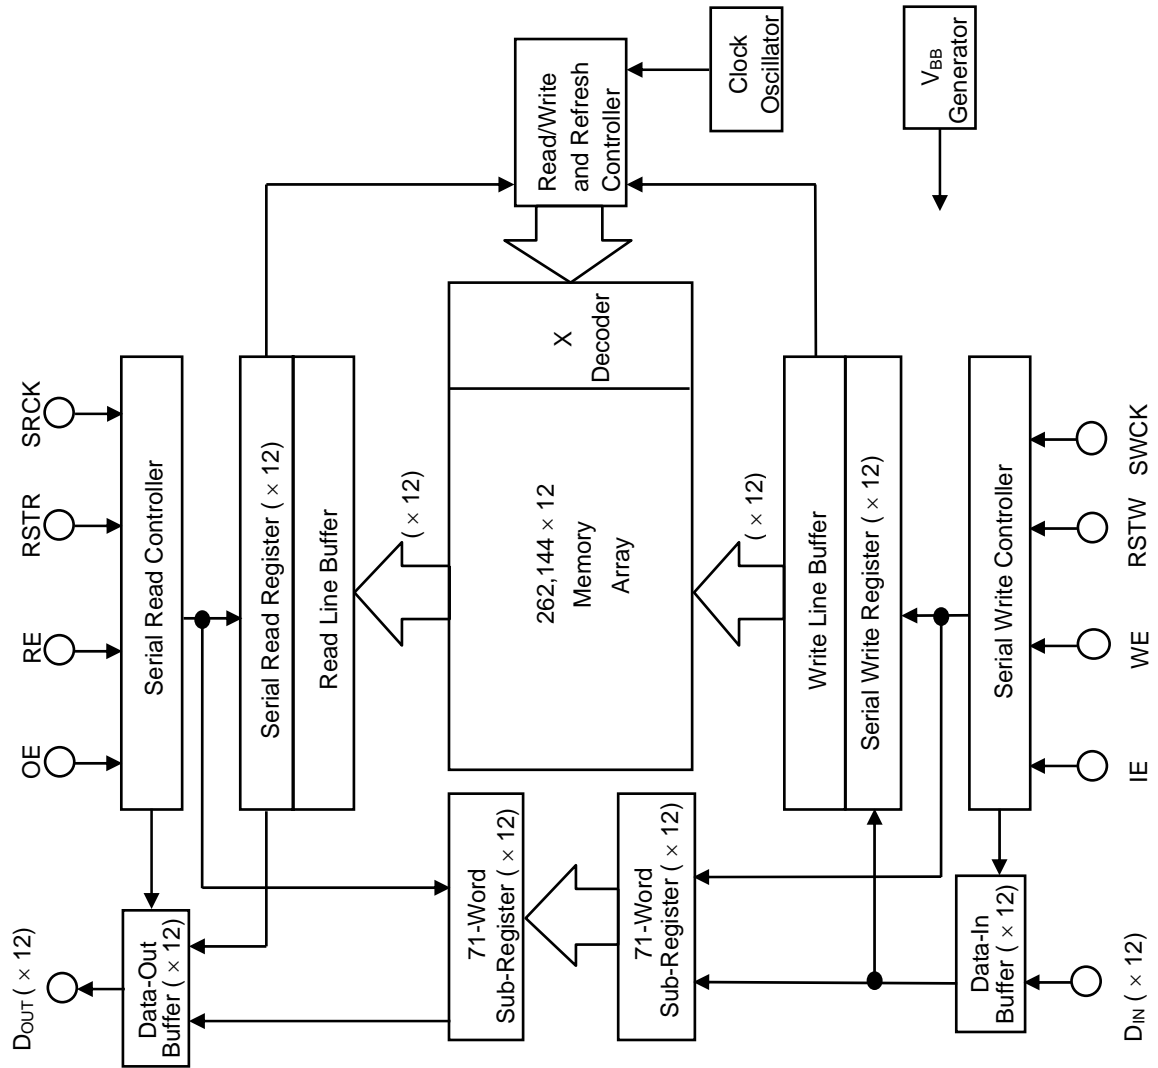 DOUT ( × 12)
OE
RE
RSTR
SRCK
Data-Out
Buffer ( × 12)
Serial Read Controller
Serial Read Register ( × 12)
Read Line Buffer
( × 12)
71-Word
Sub-Register ( × 12)
262,144 × 12
Memory
Array
X
Decoder
Read/Write
and Refresh
Controller
71-Word
Sub-Register ( × 12)
Clock
Oscillator
( × 12)
Write Line Buffer
Serial Write Register ( × 12)
VBB
Generator
Data-In
Buffer ( × 12)
Serial Write Controller
DIN ( × 12)
IE
WE
RSTW
SWCK